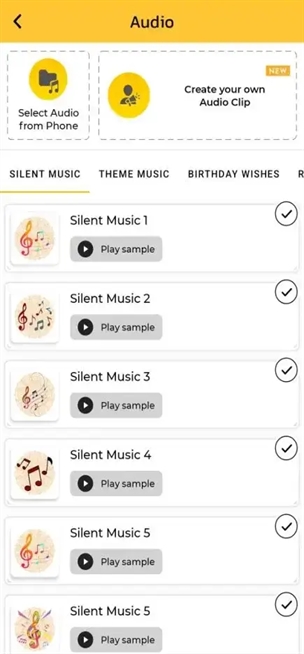 Audio
Select Audio
from Phone
NEW
Create your own
Audio Clip
SILENT MUSIC THEME MUSIC BIRTHDAY WISHES R
Silent Music 1
Play sample
Silent Music 2
Play sample
Silent Music 3
Play sample
Silent Music 4
Play sample
Silent Music 5
Play sample
Silent Music 5
Play sample